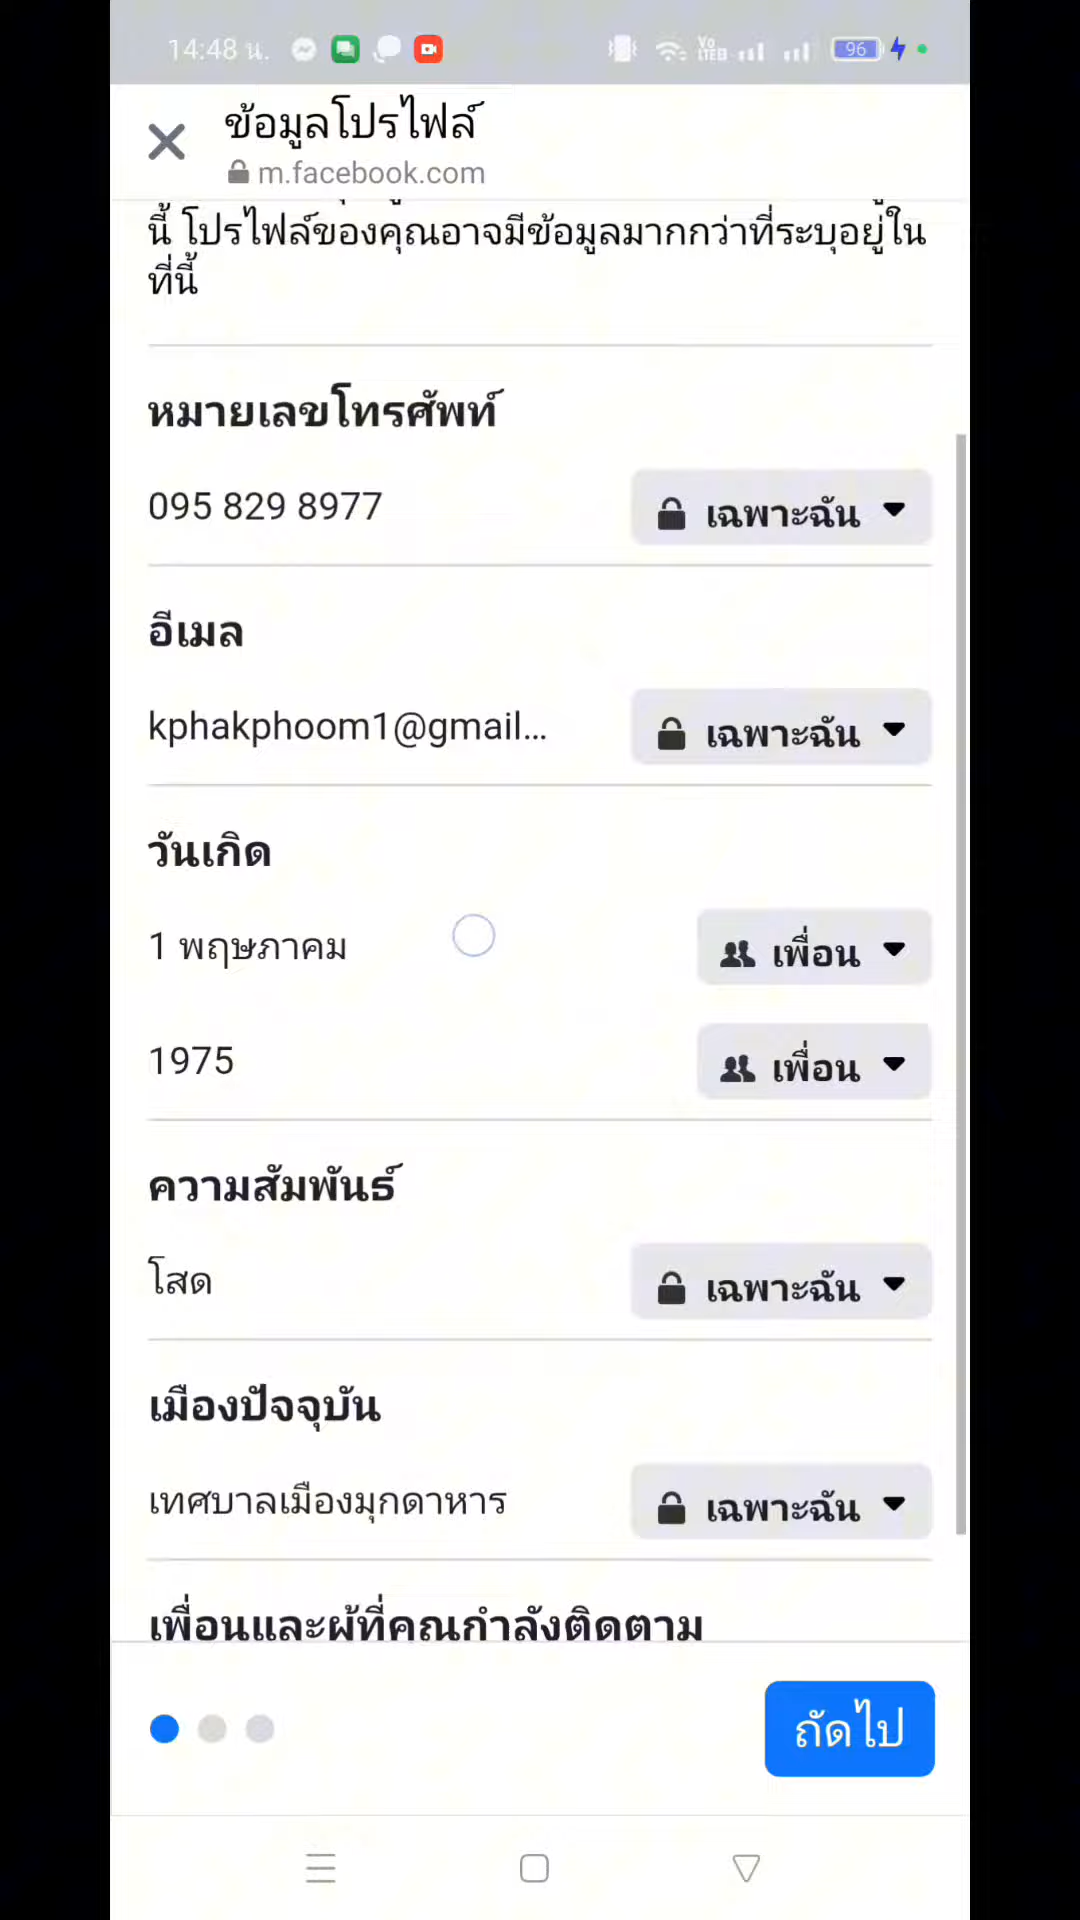 14:48 น.
Vo
LTE
96
ข้อมูลโปรไฟล์
m.facebook.com
นี้ โปรไฟล์ของคุณอาจมีข้อมูลมากกว่าที่ระบุอยู่ใน
ที่นี้
หมายเลขโทรศัพท์
095 829 8977
เฉพาะฉัน
อีเมล
kphakphoom1@gmail...
เฉพาะฉัน
วันเกิด
1 พฤษภาคม
เพื่อน
1975
เพื่อน
ความสัมพันธ์
โสด
เฉพาะฉัน
เมืองปัจจุบัน
เทศบาลเมืองมุกดาหาร
เฉพาะฉัน
เพื่อนและผู้ที่คุณกำลังติดตาม
ถัดไป